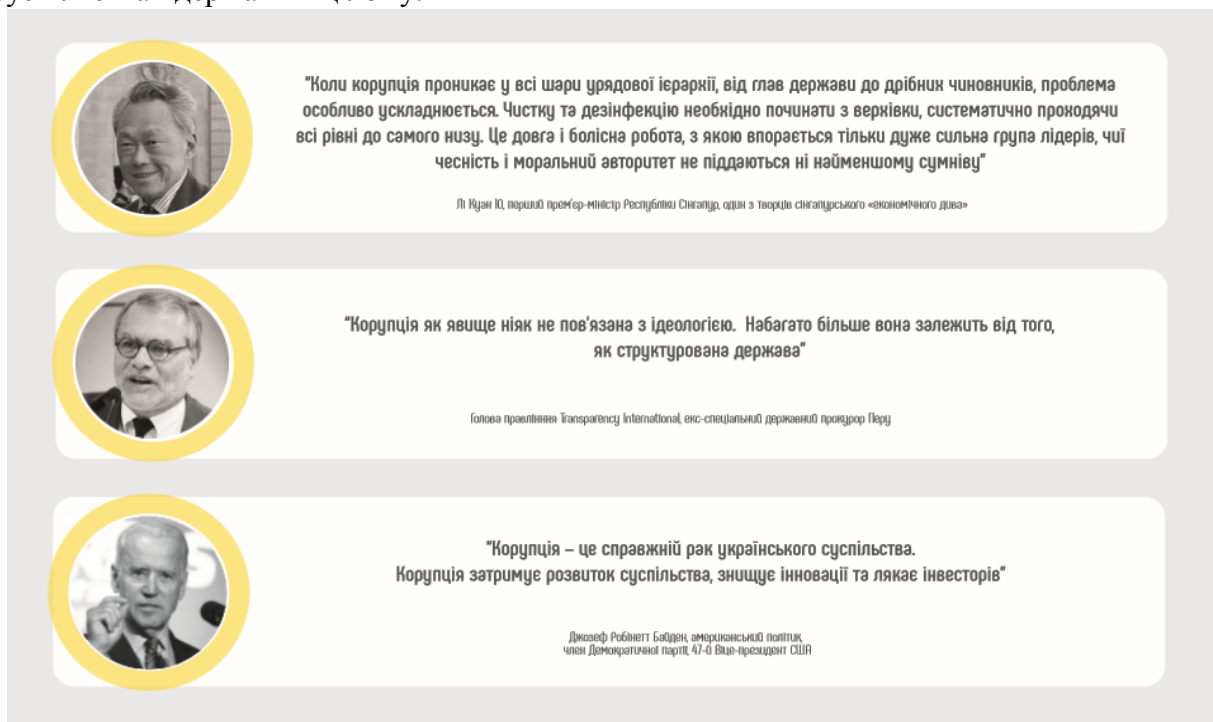 "Коли корупція проникає у всі шари урядової ієрархії, від глав держави до дрібних чиновників, проблема
особливо ускладнюється. Чистку та дезінфекцію необхідно починати з верхівки, систематично проходячи
всі рівні до самого низу. Це довга і болісна робота, з якою впорається тільки дуже сильна група лідерів, чиї
чесність і моральний авторитет не піддаються ні найменшому сумніву"
Лі Куан Ю, перший прем'єр-міністр Республіки Сінгапур, один з творців сінгапурського «економічного дива»
"Корупція як явище ніяк не пов'язана з ідеологією. Набагато більше вона залежить від того,
як структурована держава"
Голова правління Transparency International, екс-спеціальний державний прокурор Перу
"Корупція – це справжній рак українського суспільства.
Корупція затримує розвиток суспільства, знищує інновації та лякає інвесторів"
Джозеф Робінетт Байден, американський політик,
член Демократичної партії, 47-й Віце-президент США